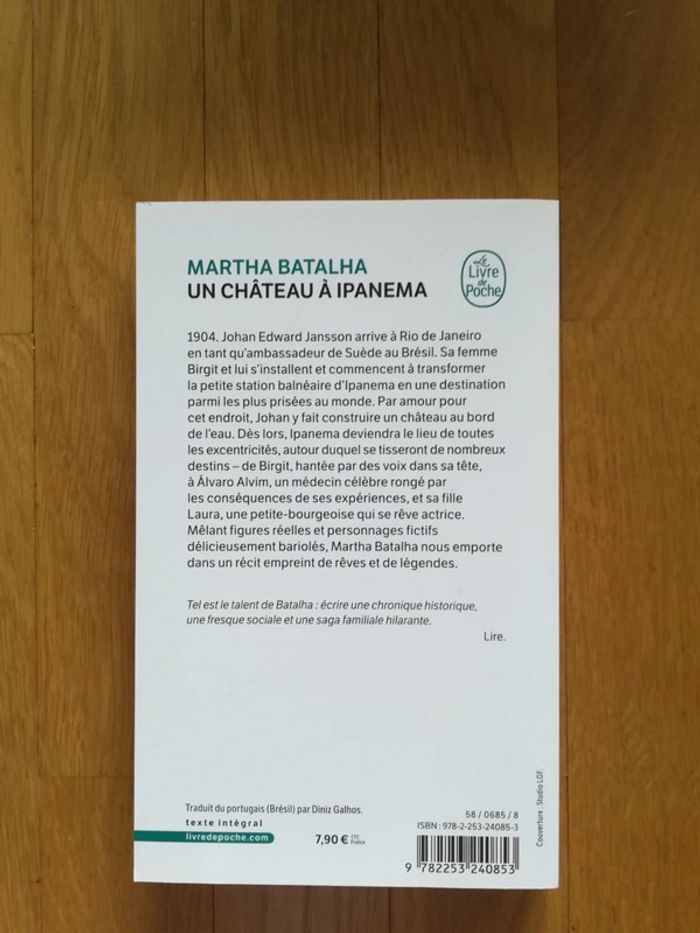 MARTHA BATALHA
UN CHÂTEAU À IPANEMA
Le
Livre
de
Poche
1904. Johan Edward Jansson arrive à Rio de Janeiro
en tant qu'ambassadeur de Suède au Brésil. Sa femme
Birgit et lui s'installent et commencent à transformer
la petite station balnéaire d'Ipanema en une destination
parmi les plus prisées au monde. Par amour pour
cet endroit, Johan y fait construire un château au bord
de l'eau. Dès lors, Ipanema deviendra le lieu de toutes
les excentricités, autour duquel se tisseront de nombreux
destins – de Birgit, hantée par des voix dans sa tête,
à Álvaro Alvim, un médecin célèbre rongé par
les conséquences de ses expériences, et sa fille
Laura, une petite-bourgeoise qui se rêve actrice.
Mêlant figures réelles et personnages fictifs
délicieusement bariolés, Martha Batalha nous emporte
dans un récit empreint de rêves et de légendes.
Tel est le talent de Batalha : écrire une chronique historique,
une fresque sociale et une saga familiale hilarante.
Lire.
Traduit du portugais (Brésil) par Diniz Galhos.
texte intégral
livredepoche.com
7,90 € TTC France
58 / 0685 / 8
ISBN : 978-2-253-24085-3
9 782253 240853
Couverture : Studio LGF.